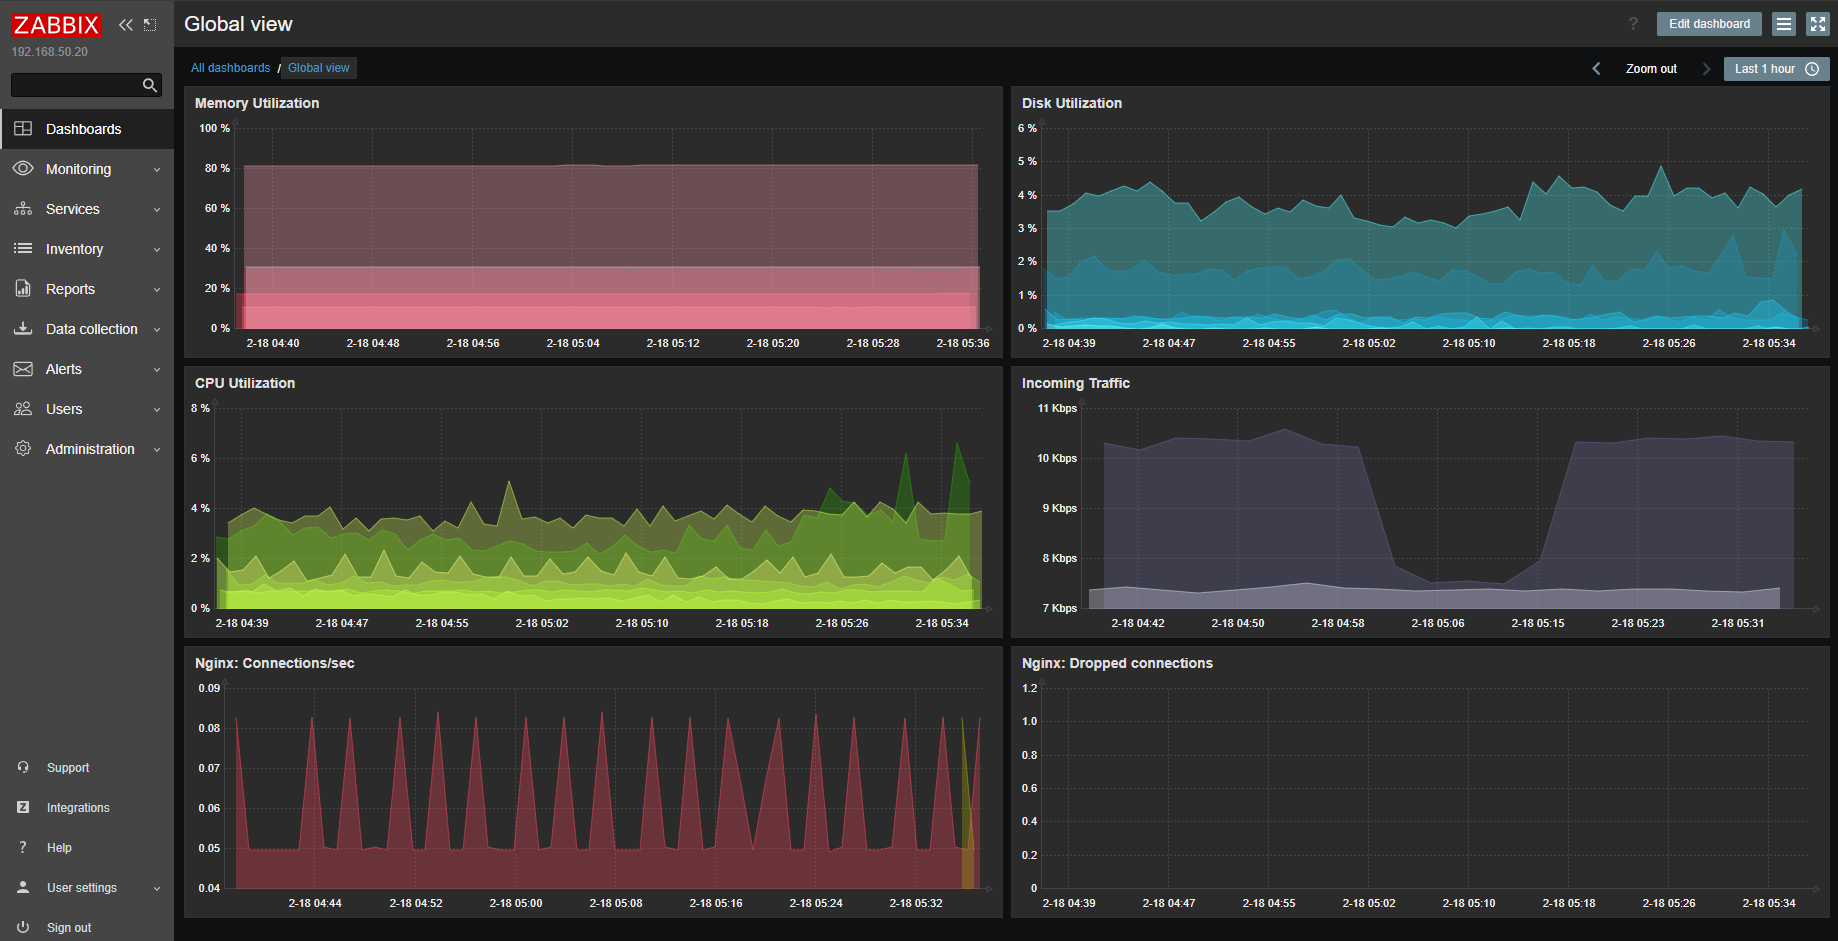 ZABBIX
192.168.50.20
Dashboards
Monitoring
Services
Inventory
Reports
Data collection
Alerts
Users
Administration
Support
Integrations
Help
User settings
Sign out
Global view
? Edit dashboard
All dashboards / Global view
Zoom out Last 1 hour
Memory Utilization
100 %
80 %
60 %
40 %
20 %
0 %
2-18 04:40 2-18 04:48 2-18 04:56 2-18 05:04 2-18 05:12 2-18 05:20 2-18 05:28 2-18 05:36
Disk Utilization
6 %
5 %
4 %
3 %
2 %
1 %
0 %
2-18 04:39 2-18 04:47 2-18 04:55 2-18 05:02 2-18 05:10 2-18 05:18 2-18 05:26 2-18 05:34
CPU Utilization
8 %
6 %
4 %
2 %
0 %
2-18 04:39 2-18 04:47 2-18 04:55 2-18 05:02 2-18 05:10 2-18 05:18 2-18 05:26 2-18 05:34
Incoming Traffic
11 Kbps
10 Kbps
9 Kbps
8 Kbps
7 Kbps
2-18 04:42 2-18 04:50 2-18 04:58 2-18 05:06 2-18 05:15 2-18 05:23 2-18 05:31
Nginx: Connections/sec
0.09
0.08
0.07
0.06
0.05
0.04
2-18 04:44 2-18 04:52 2-18 05:00 2-18 05:08 2-18 05:16 2-18 05:24 2-18 05:32
Nginx: Dropped connections
1.2
1.0
0.8
0.6
0.4
0.2
0
2-18 04:39 2-18 04:47 2-18 04:55 2-18 05:02 2-18 05:10 2-18 05:18 2-18 05:26 2-18 05:34